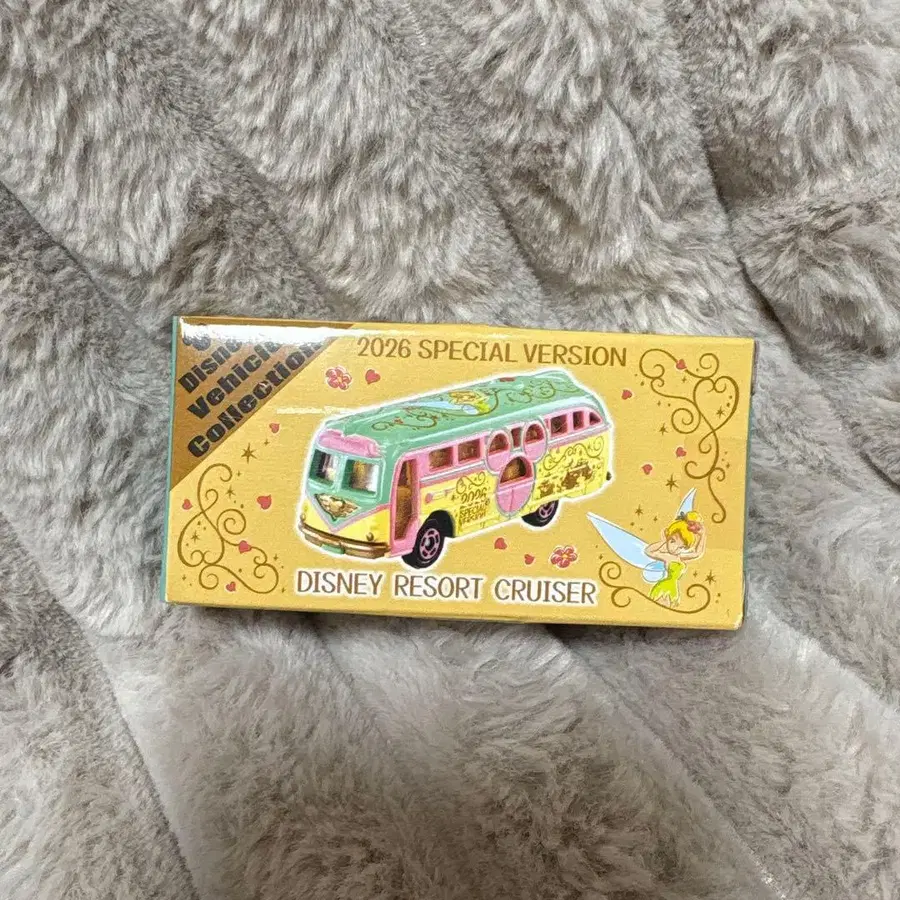 Disney
Vehicle
Collection
2026 SPECIAL VERSION
2026
SPECIAL
VERSION
DISNEY RESORT CRUISER